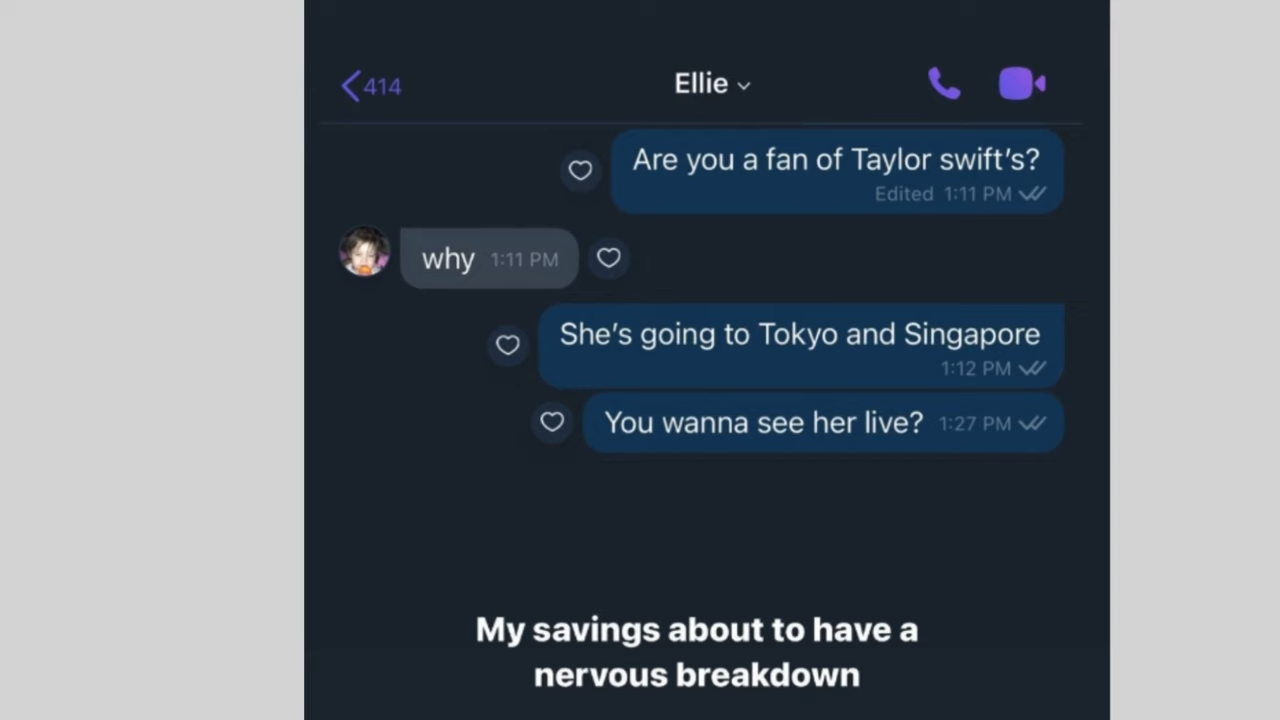 414
Ellie
Are you a fan of Taylor swift's?
Edited 1:11 PM
why 1:11 PM
She's going to Tokyo and Singapore
1:12 PM
You wanna see her live? 1:27 PM
My savings about to have a
nervous breakdown